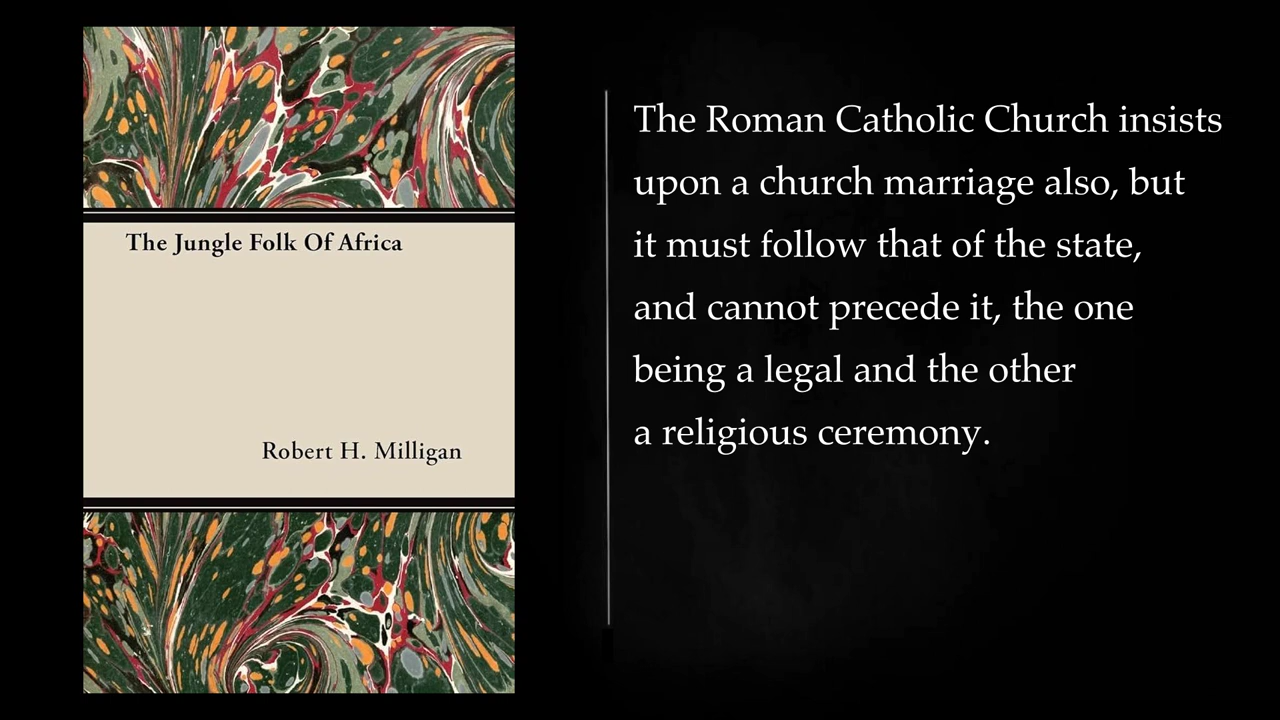 The Jungle Folk Of Africa
Robert H. Milligan
The Roman Catholic Church insists
upon a church marriage also, but
it must follow that of the state,
and cannot precede it, the one
being a legal and the other
a religious ceremony.